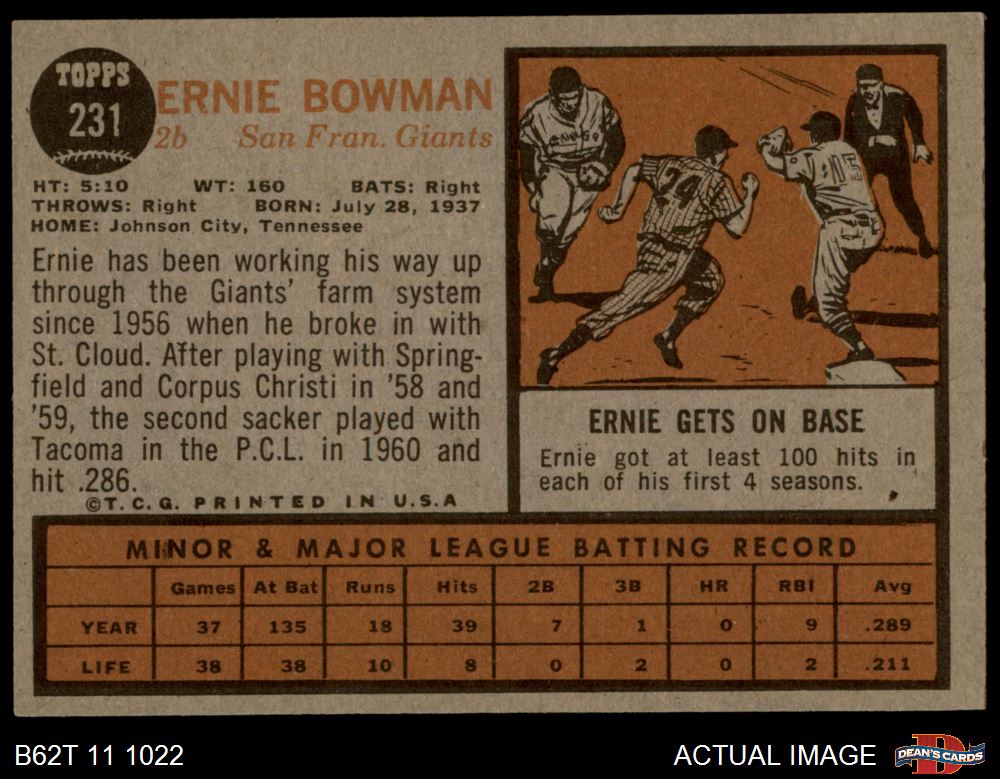 TOPPS
231
ERNIE BOWMAN
2b San Fran. Giants
HT: 5:10 WT: 160 BATS: Right
THROWS: Right BORN: July 28, 1937
HOME: Johnson City, Tennessee
Ernie has been working his way up
through the Giants' farm system
since 1956 when he broke in with
St. Cloud. After playing with Spring-
field and Corpus Christi in '58 and
'59, the second sacker played with
Tacoma in the P.C.L. in 1960 and
hit .286.
©T.C.G. PRINTED IN U.S.A
24
ERNIE GETS ON BASE
Ernie got at least 100 hits in
each of his first 4 seasons.
MINOR & MAJOR LEAGUE BATTING RECORD
Games At Bat Runs Hits 2B 3B HR RBI Avg
YEAR 37 135 18 39 7 1 0 9 .289
LIFE 38 38 10 8 0 2 0 2 .211
B62T 11 1022
ACTUAL IMAGE
DEAN'S CARDS